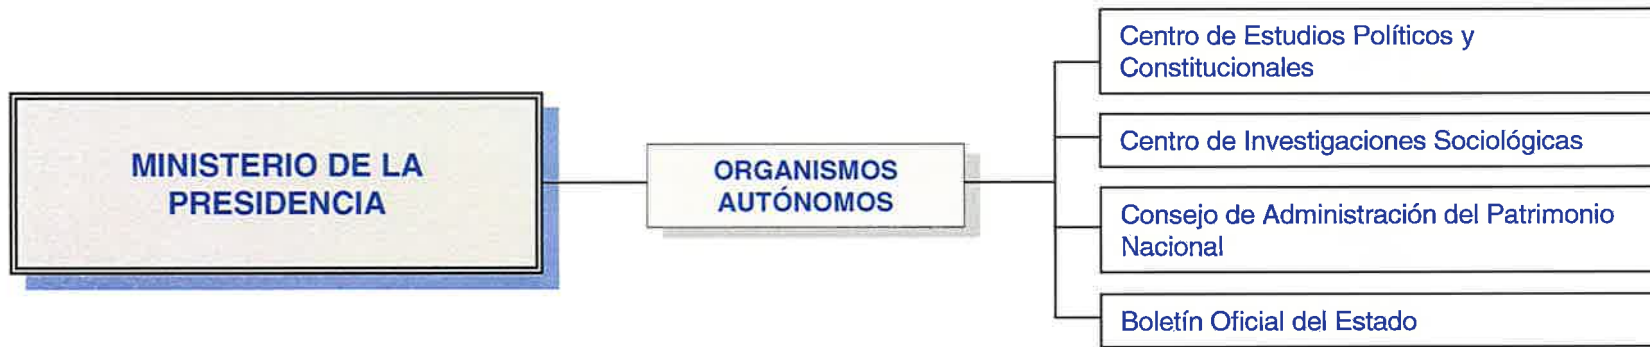 MINISTERIO DE LA
PRESIDENCIA
ORGANISMOS
AUTÓNOMOS
Centro de Estudios Políticos y
Constitucionales
Centro de Investigaciones Sociológicas
Consejo de Administración del Patrimonio
Nacional
Boletín Oficial del Estado